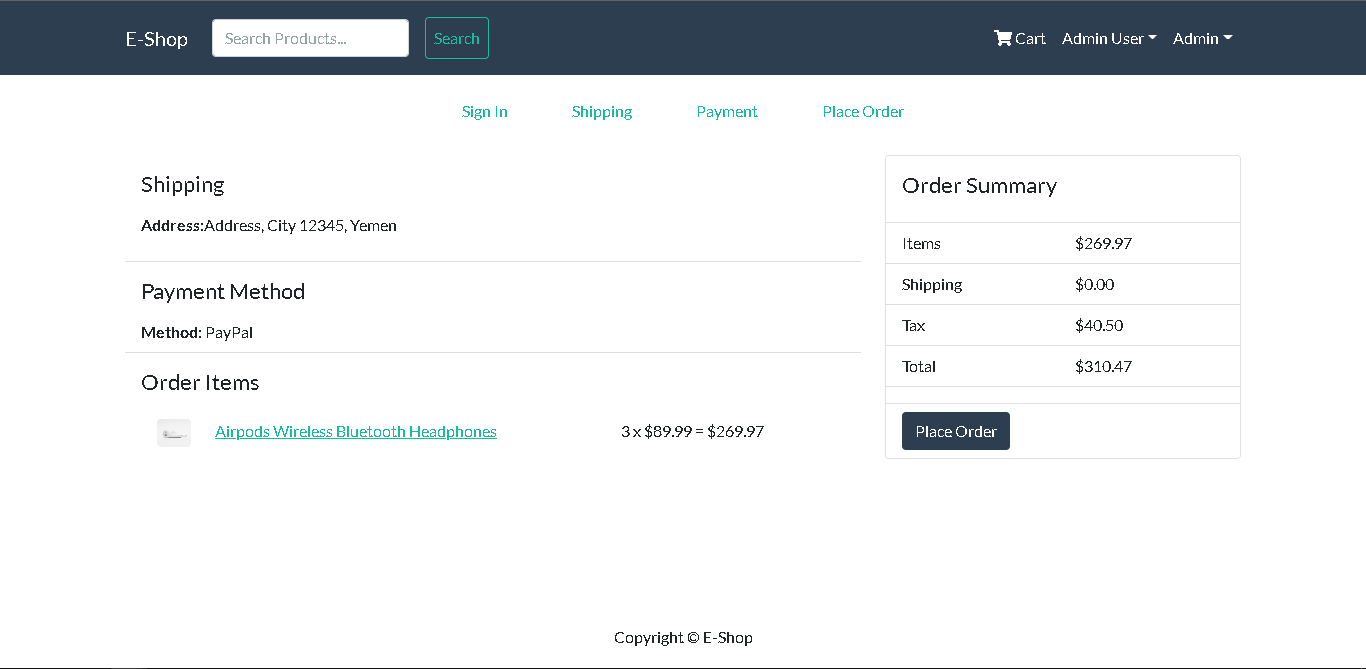 E-Shop Search Products... Search Cart Admin User Admin
Sign In Shipping Payment Place Order
Shipping
Address:Address, City 12345, Yemen
Payment Method
Method: PayPal
Order Items
Airpods Wireless Bluetooth Headphones 3 x $89.99 = $269.97
Order Summary
Items $269.97
Shipping $0.00
Tax $40.50
Total $310.47
Place Order
Copyright © E-Shop